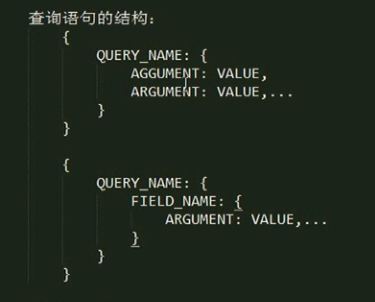 查询语句的结构:
{
QUERY_NAME: {
AGGUMENT: VALUE,
ARGUMENT: VALUE,...
}
}
{
QUERY_NAME: {
FIELD_NAME: {
ARGUMENT: VALUE,...
}
}
}